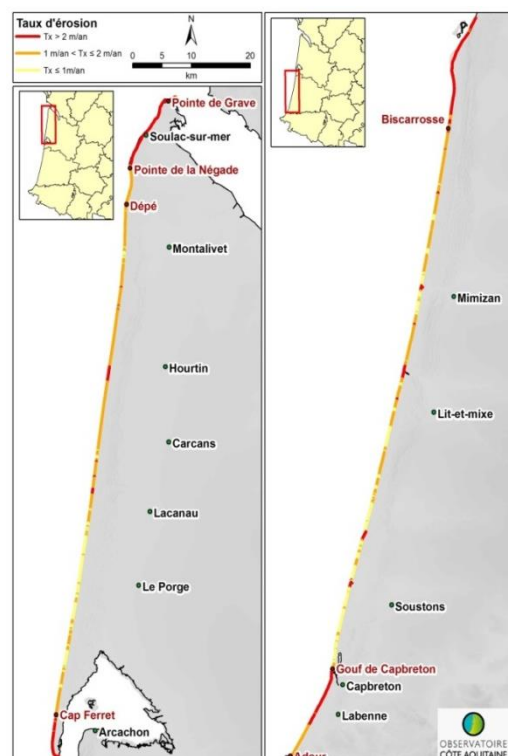 Taux d'érosion
Tx > 2 m/an
1 m/an < Tx ≤ 2 m/an
Tx ≤ 1m/an
N
0 5 10 20
km
Pointe de Grave
Soulac-sur-mer
Pointe de la Négade
Dépé
Montalivet
Hourtin
Carcans
Lacanau
Le Porge
Cap Ferret
Arcachon
Biscarrosse
Mimizan
Lit-et-mixe
Soustons
Gouf de Capbreton
Capbreton
Labenne
Adour
OBSERVATOIRE
CÔTE AQUITAINE